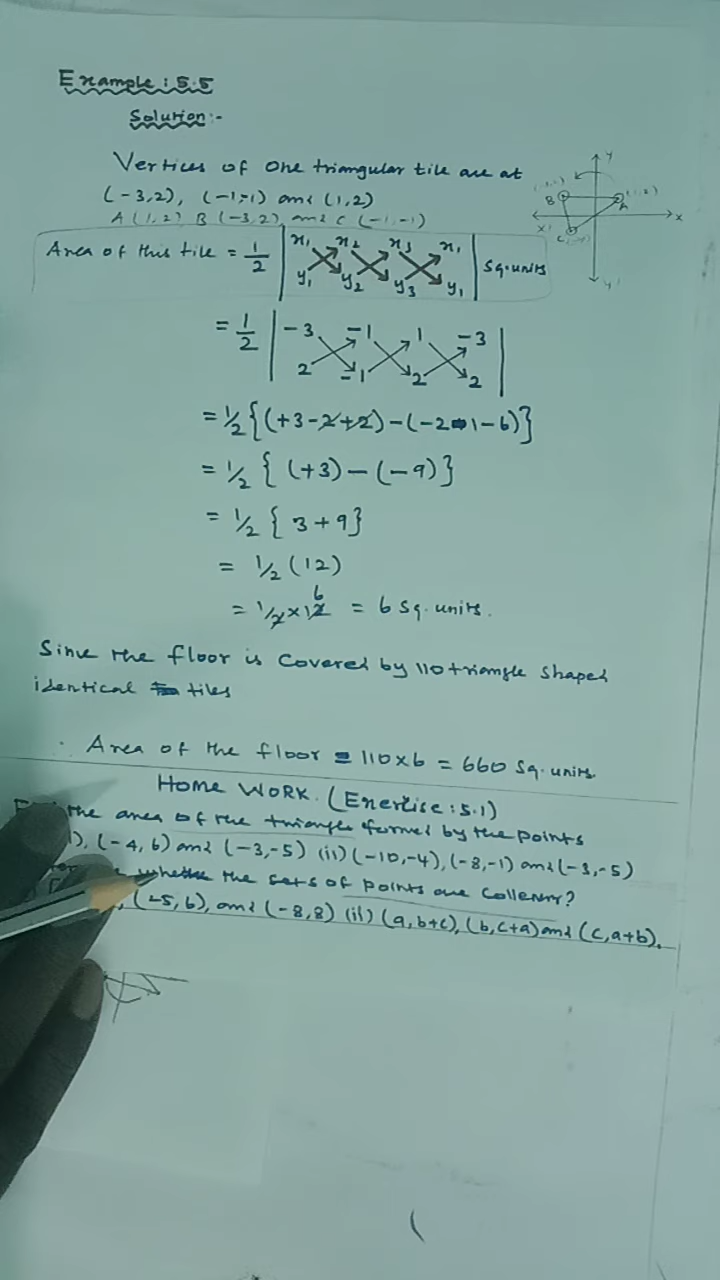 Example : 5.5
Solution :-
Vertices of one triangular tile are at
(-3,2), (-1,-1) and (1,2)
A (1,2) B (-3,2) and C (-1,-1)
Area of this tile = 1/2 | x1 x2 x3 x1 | sq.units
y1 y2 y3 y1
= 1/2 | -3 -1 1 -3 |
2 -1 2 2
= 1/2 {(+3-2+2)-(-2-1-6)}
= 1/2 { (+3) - (-9)}
= 1/2 { 3+9}
= 1/2 (12)
= 1/2 × 12 6 = 6 Sq. units.
Since the floor is covered by 110 triangle shaped
identical tiles
∴ Area of the floor = 110×6 = 660 Sq. units.
Home Work. (Exercise : 5.1)
the area of the triangle formed by the points
), (-4, 6) and (-3,-5) (ii) (-10,-4), (-8,-1) and (-3,-5)
whether the sets of points are
(-5, 6), and (-8,8) (ii) (a, b+c), (b, c+a) and (c, a+b).